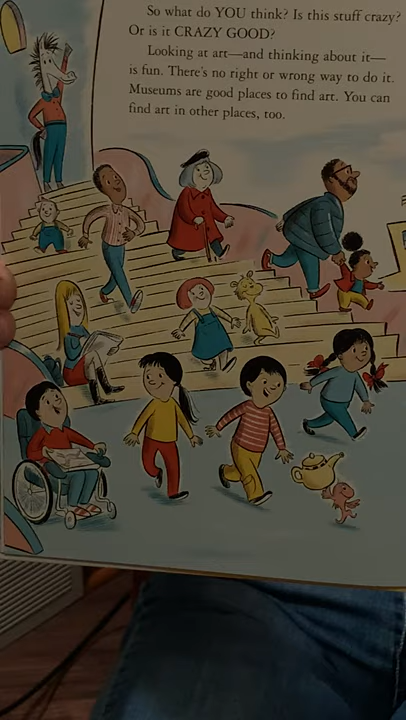 So what do YOU think? Is this stuff crazy?
Or is it CRAZY GOOD?
Looking at art—and thinking about it—
is fun. There's no right or wrong way to do it.
Museums are good places to find art. You can
find art in other places, too.